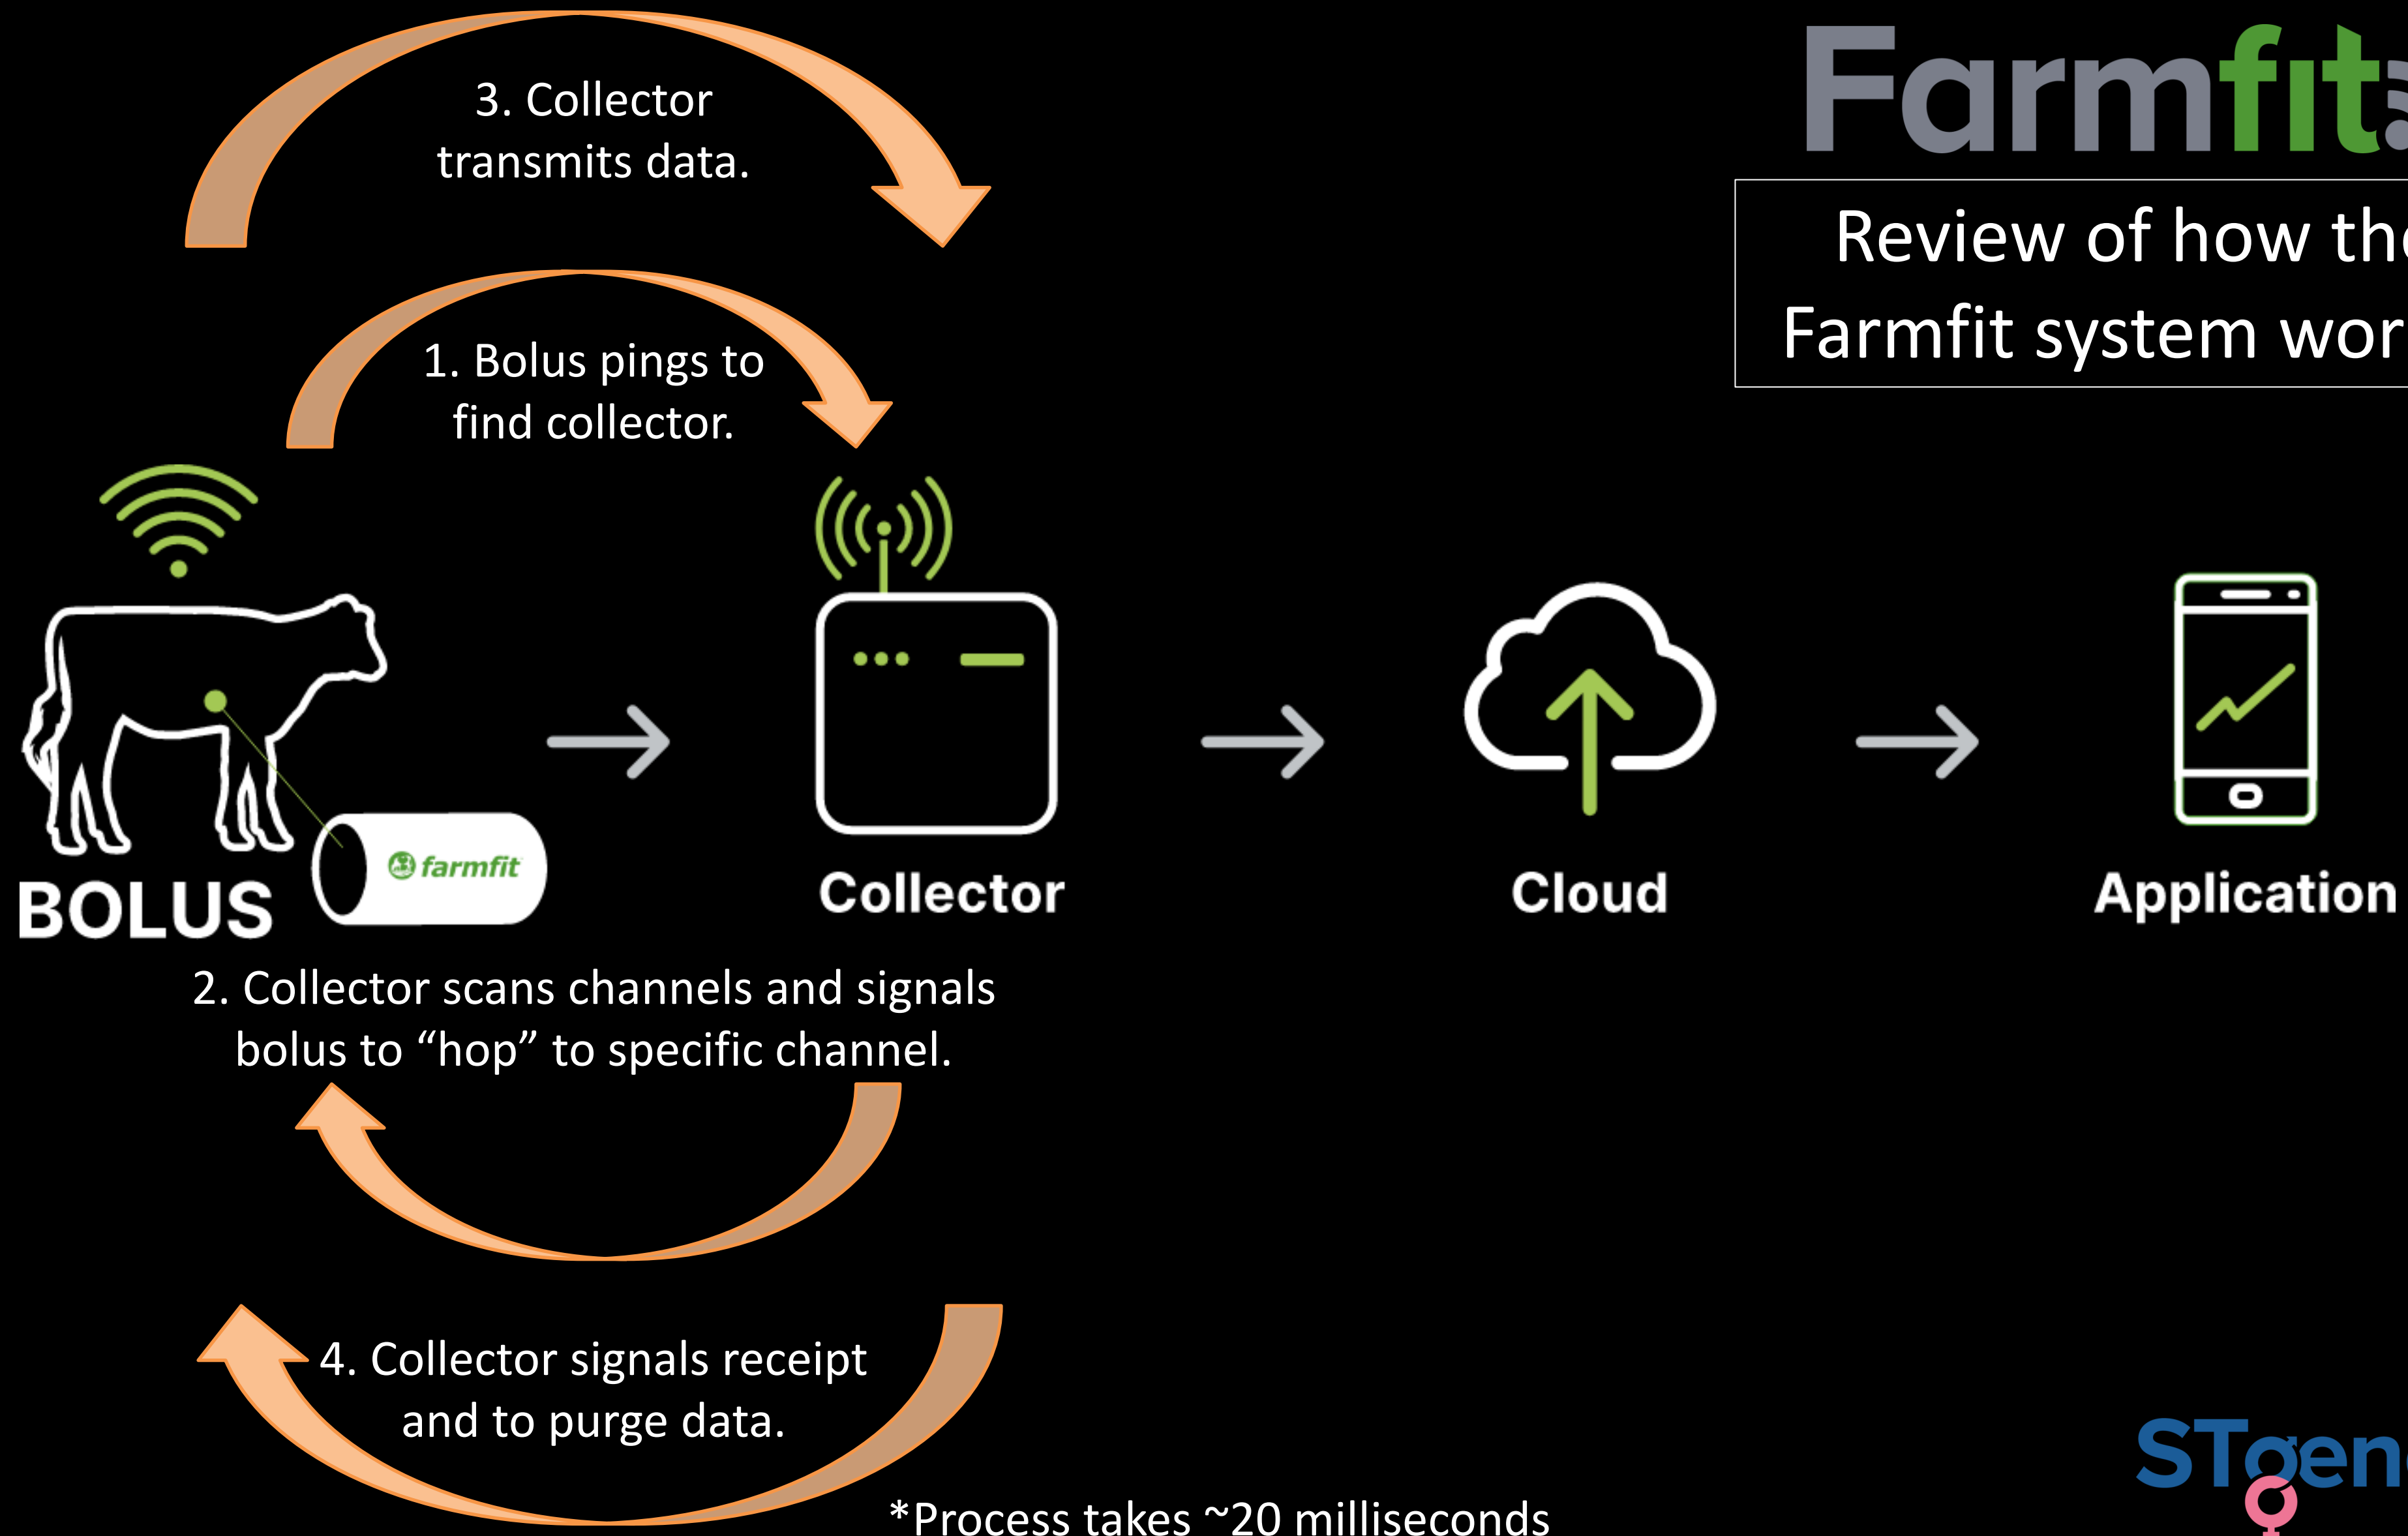 Farmfit
Review of how the
Farmfit system wor
3. Collector
transmits data.
1. Bolus pings to
find collector.
farmfit
BOLUS
Collector
Cloud
Application
2. Collector scans channels and signals
bolus to “hop” to specific channel.
4. Collector signals receipt
and to purge data.
*Process takes ~20 milliseconds
STgen